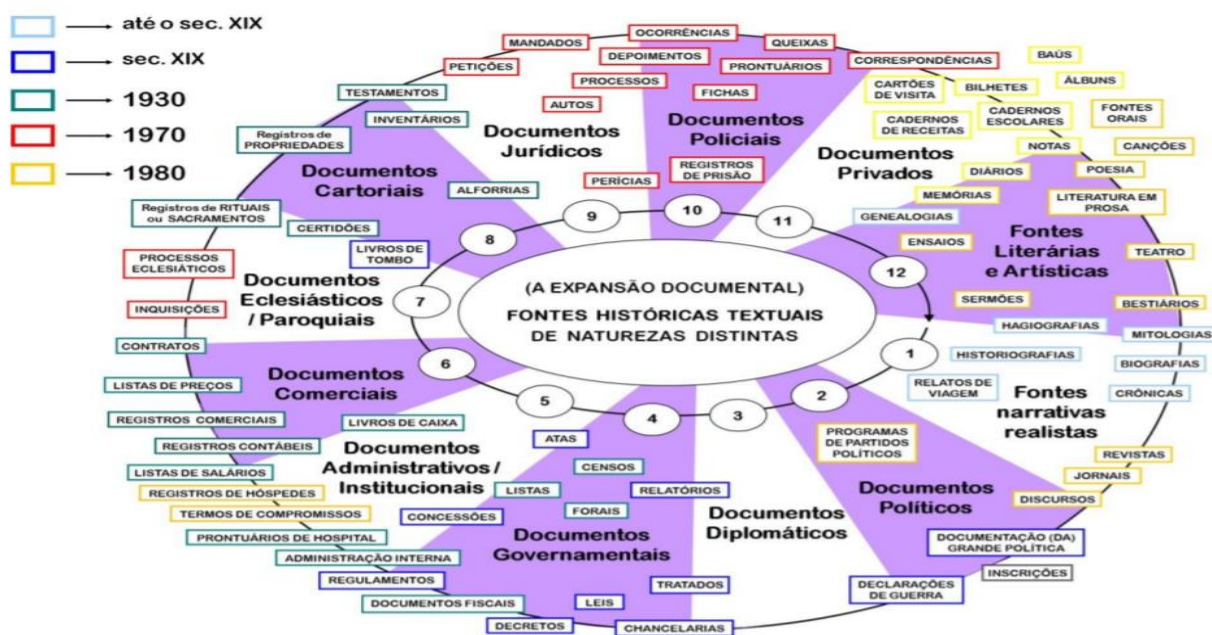 até o sec. XIX
sec. XIX
1930
1970
1980
MANDADOS
OCORRÊNCIAS
QUEIXAS
CORRESPONDÊNCIAS
PETIÇÕES
DEPOIMENTOS
PRONTUÁRIOS
PROCESSOS
FICHAS
AUTOS
Documentos
Jurídicos
Documentos
Policiais
PERÍCIAS
REGISTROS
DE PRISÃO
CARTÕES
DE VISITA
BILHETES
BAÚS
ÁLBUNS
CADERNOS
DE RECEITAS
CADERNOS
ESCOLARES
FONTES
ORAIS
Documentos
Privados
NOTAS
CANÇÕES
DIÁRIOS
POESIA
MEMÓRIAS
LITERATURA EM
PROSA
GENEALOGIAS
ENSAIOS
Fontes
Literárias
e Artísticas
TEATRO
SERMÕES
BESTIÁRIOS
HAGIOGRAFIAS
MITOLOGIAS
TESTAMENTOS
INVENTÁRIOS
Registros de
PROPRIEDADES
Documentos
Cartoriais
ALFORRIAS
Registros de RITUAIS
ou SACRAMENTOS
CERTIDÕES
LIVROS DE
TOMBO
PROCESSOS
ECLESIÁTICOS
Documentos
Eclesiásticos
/ Paroquiais
INQUISIÇÕES
7
8
9
10
11
12
(A EXPANSÃO DOCUMENTAL)
FONTES HISTÓRICAS TEXTUAIS
DE NATUREZAS DISTINTAS
1
2
3
4
5
6
HISTORIOGRAFIAS
BIOGRAFIAS
RELATOS DE
VIAGEM
CRÔNICAS
Fontes
narrativas
realistas
REVISTAS
JORNAIS
DISCURSOS
PROGRAMAS
DE PARTIDOS
POLÍTICOS
Documentos
Políticos
DOCUMENTAÇÃO (DA)
GRANDE POLÍTICA
INSCRIÇÕES
DECLARAÇÕES
DE GUERRA
Documentos
Diplomáticos
TRATADOS
CHANCELARIAS
CONTRATOS
LISTAS DE PREÇOS
Documentos
Comerciais
REGISTROS COMERCIAIS
LIVROS DE CAIXA
REGISTROS CONTÁBEIS
LISTAS DE SALÁRIOS
Documentos
Administrativos /
Institucionais
REGISTROS DE HÓSPEDES
TERMOS DE COMPROMISSOS
PRONTUÁRIOS DE HOSPITAL
ADMINISTRAÇÃO INTERNA
REGULAMENTOS
DOCUMENTOS FISCAIS
ATAS
CENSOS
LISTAS
RELATÓRIOS
CONCESSÕES
FORAIS
Documentos
Governamentais
LEIS
DECRETOS